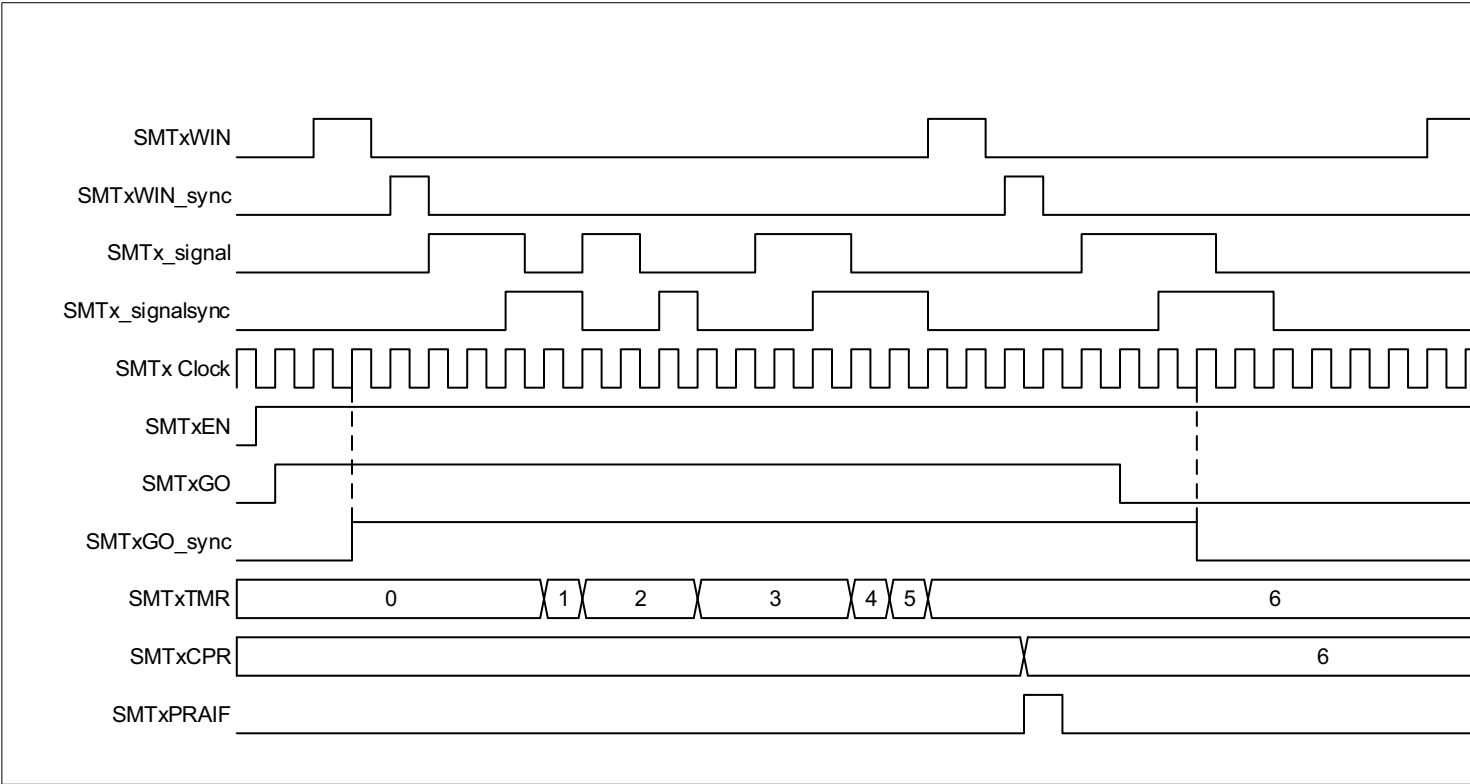 SMTxWIN
SMTxWIN_sync
SMTx_signal
SMTx_signalsync
SMTx Clock
SMTxEN
SMTxGO
SMTxGO_sync
SMTxTMR 0 1 2 3 4 5 6
SMTxCPR 6
SMTxPRAIF